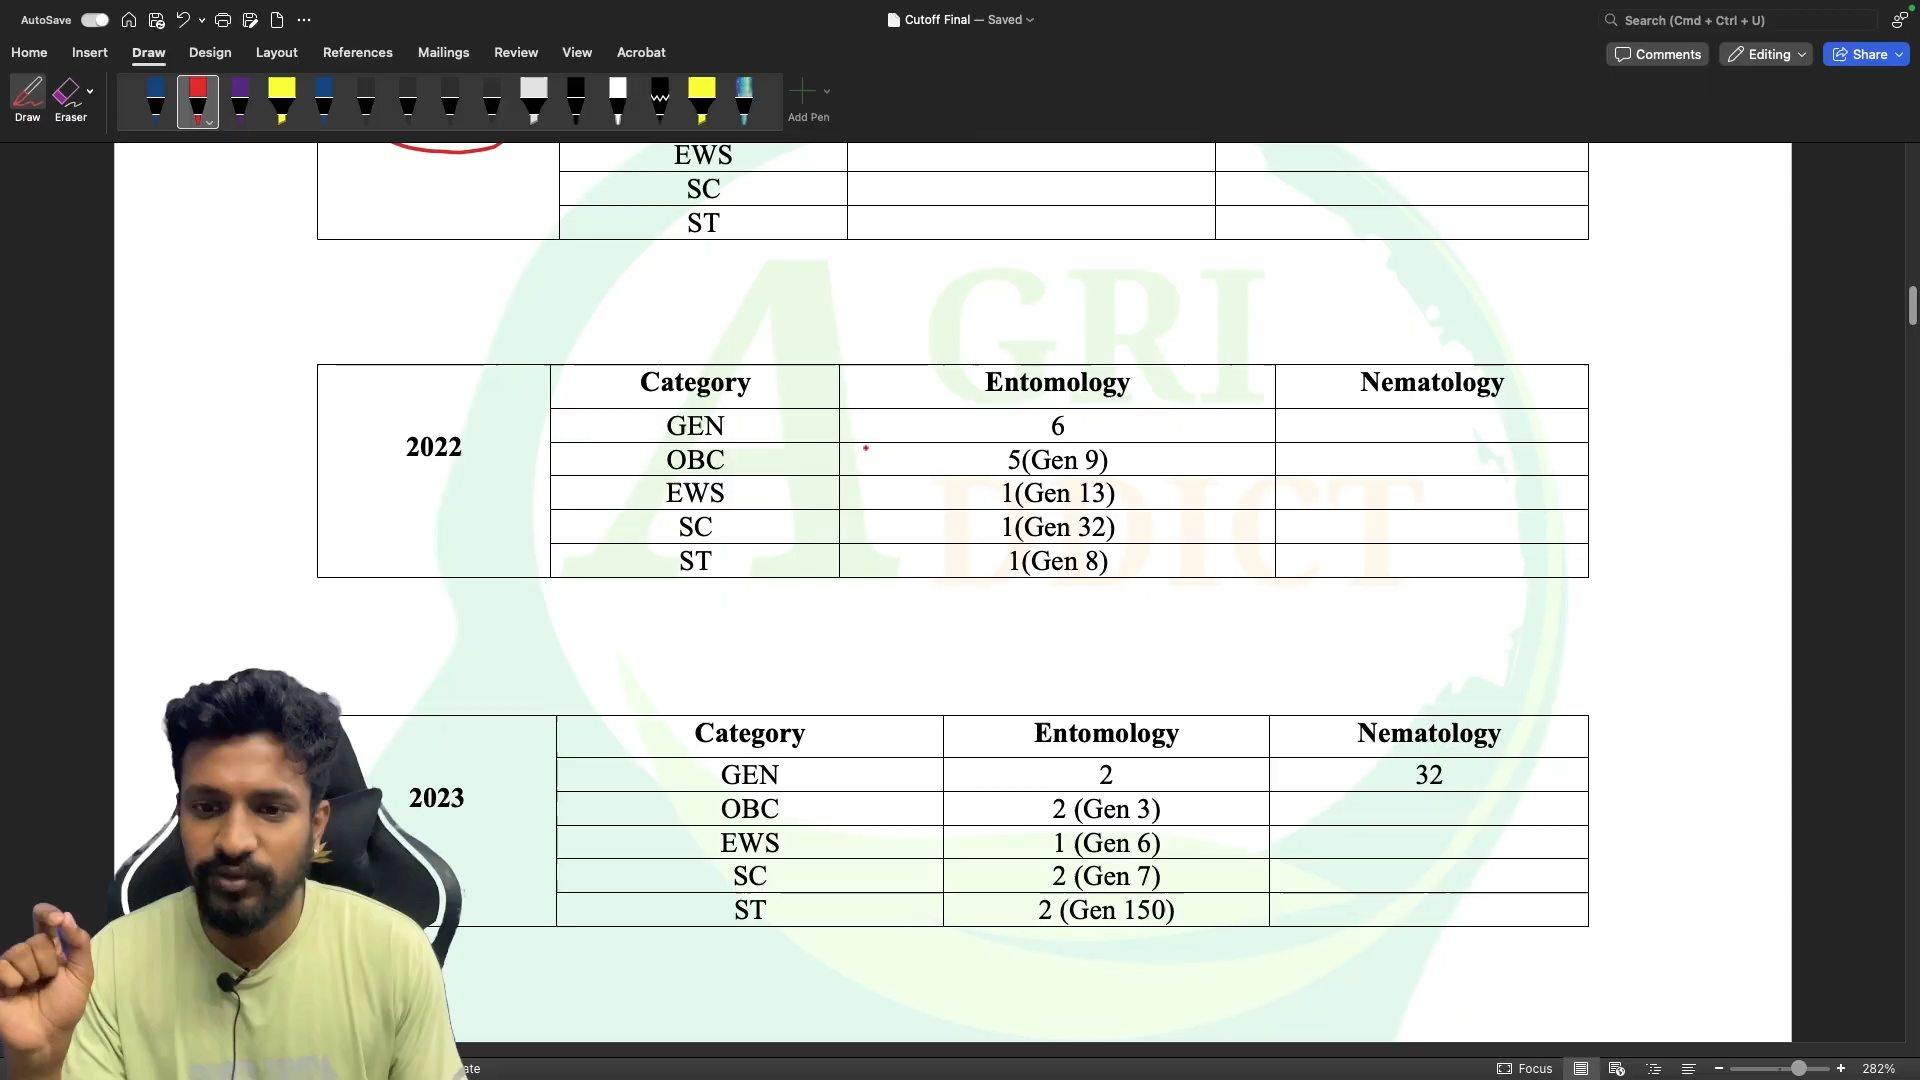 AutoSave
Cutoff Final — Saved
Search (Cmd + Ctrl + U)
Home Insert Draw Design Layout References Mailings Review View Acrobat
Comments Editing Share
Draw Eraser Add Pen
EWS
SC
ST
AGRI
ADDICT
2022
Category Entomology Nematology
GEN 6
OBC 5(Gen 9)
EWS 1(Gen 13)
SC 1(Gen 32)
ST 1(Gen 8)
2023
Category Entomology Nematology
GEN 2 32
OBC 2 (Gen 3)
EWS 1 (Gen 6)
SC 2 (Gen 7)
ST 2 (Gen 150)
Focus 282%